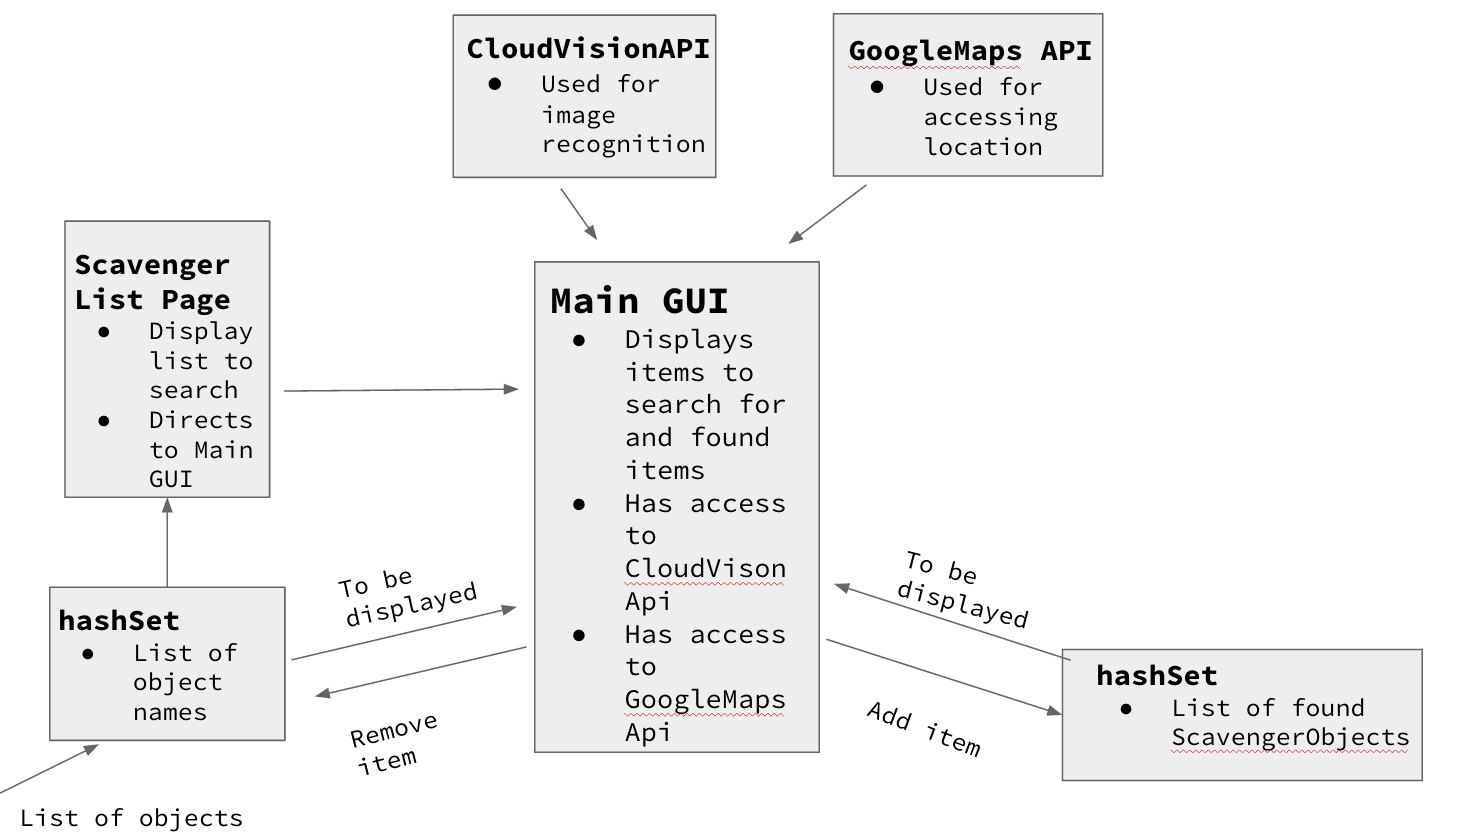 CloudVisionAPI
● Used for
image
recognition
GoogleMaps API
● Used for
accessing
location
Scavenger
List Page
● Display
list to
search
● Directs
to Main
GUI
Main GUI
● Displays
items to
search for
and found
items
● Has access
to
CloudVison
Api
● Has access
to
GoogleMaps
Api
hashSet
● List of
object
names
To be
displayed
Remove
item
To be
displayed
Add item
hashSet
● List of found
ScavengerObjects
List of objects